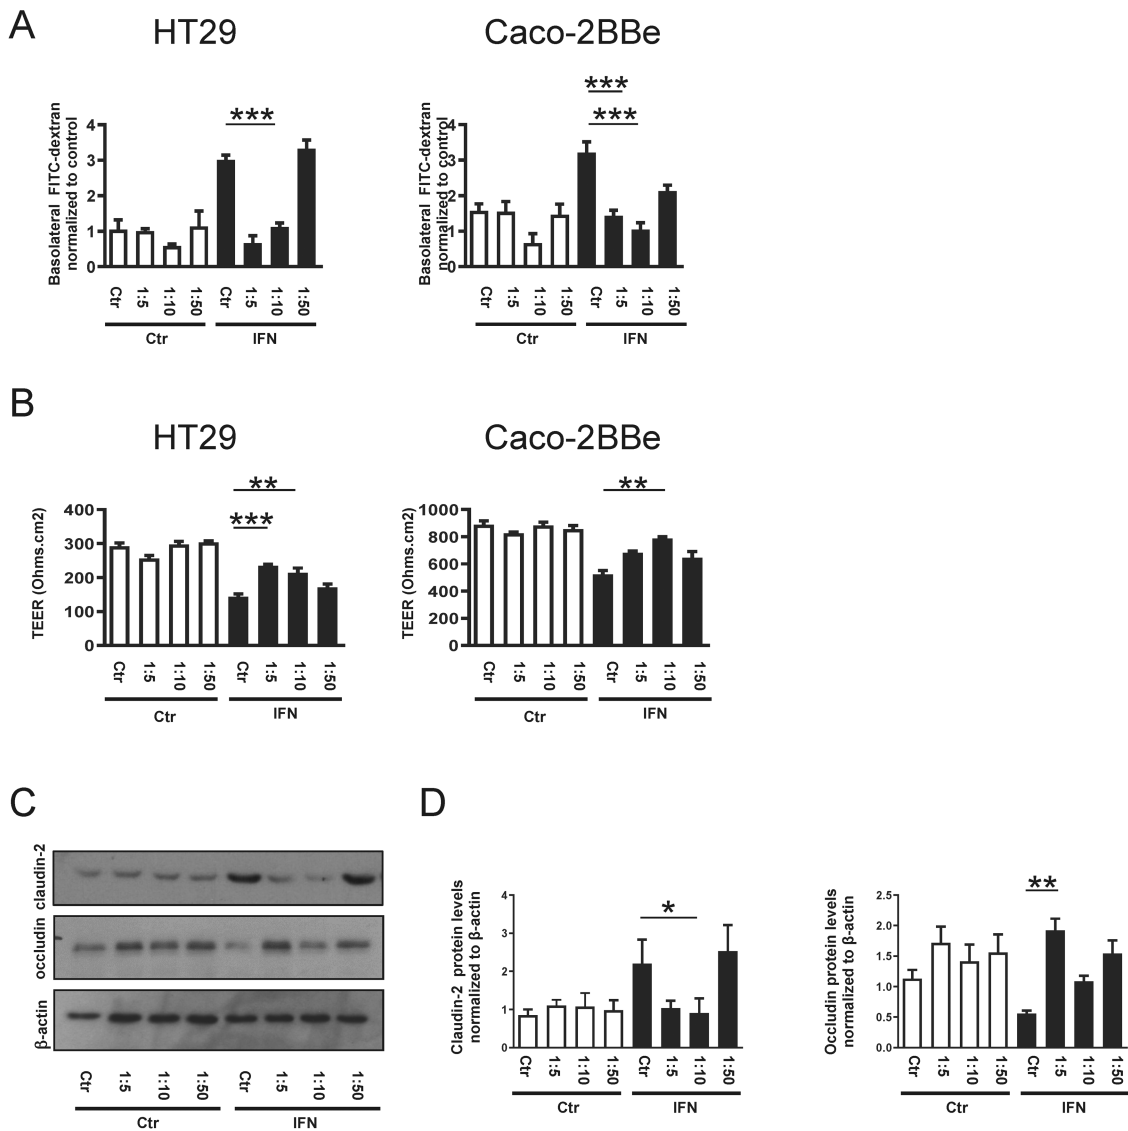 A
HT29
Caco-2BBe
***
***
***
Basolateral FITC-dextran
normalized to control
4
3
2
1
0
Ctr
1:5
1:10
1:50
Ctr
1:5
1:10
1:50
Ctr
IFN
Basolateral FITC-dextran
normalized to control
4
3
2
1
0
Ctr
1:5
1:10
1:50
Ctr
1:5
1:10
1:50
Ctr
IFN
B
HT29
Caco-2BBe
**
***
**
TEER (Ohms.cm2)
400
300
200
100
0
Ctr
1:5
1:10
1:50
Ctr
1:5
1:10
1:50
Ctr
IFN
TEER (Ohms.cm2)
1000
800
600
400
200
0
Ctr
1:5
1:10
1:50
Ctr
1:5
1:10
1:50
Ctr
IFN
C
claudin-2
occludin
β-actin
Ctr
1:5
1:10
1:50
Ctr
1:5
1:10
1:50
Ctr
IFN
D
Claudin-2 protein levels
normalized to β-actin
4
3
2
1
0
*
Ctr
1:5
1:10
1:50
Ctr
1:5
1:10
1:50
Ctr
IFN
Occludin protein levels
normalized to β-actin
2.5
2.0
1.5
1.0
0.5
0.0
**
Ctr
1:5
1:10
1:50
Ctr
1:5
1:10
1:50
Ctr
IFN